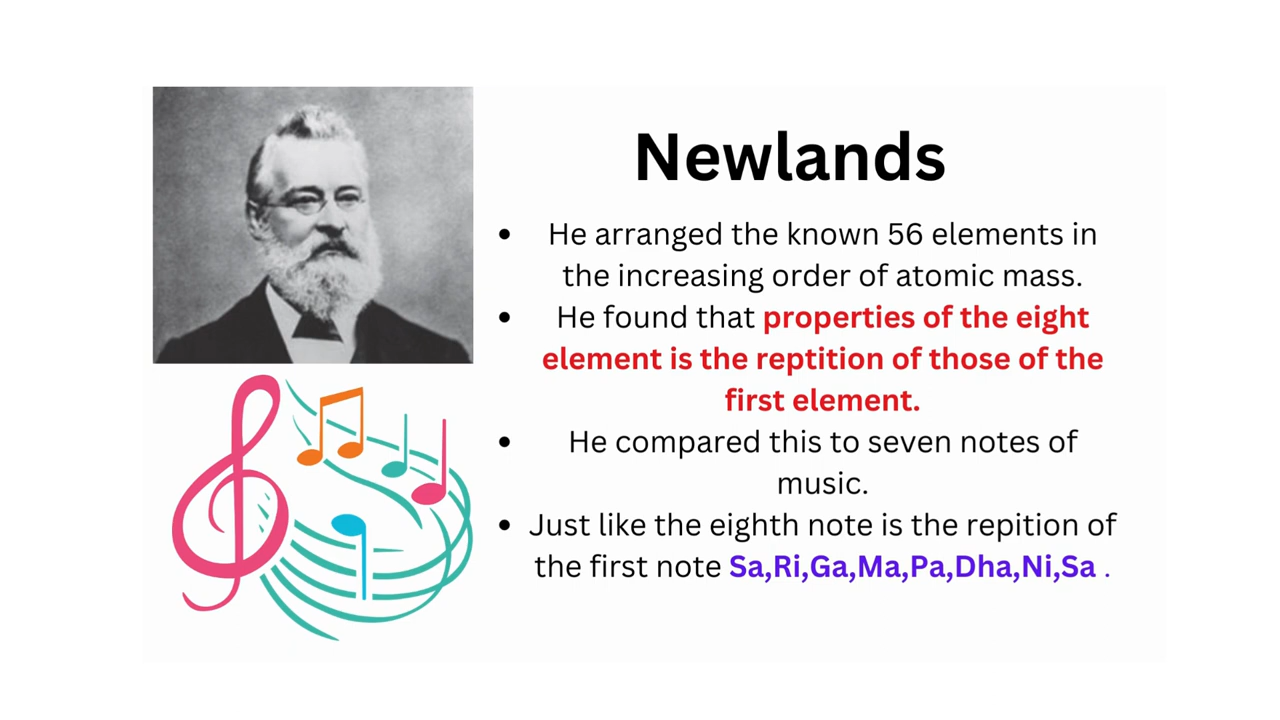 Newlands
• He arranged the known 56 elements in
the increasing order of atomic mass.
• He found that properties of the eight
element is the reptition of those of the
first element.
• He compared this to seven notes of
music.
• Just like the eighth note is the repition of
the first note Sa,Ri,Ga,Ma,Pa,Dha,Ni,Sa .